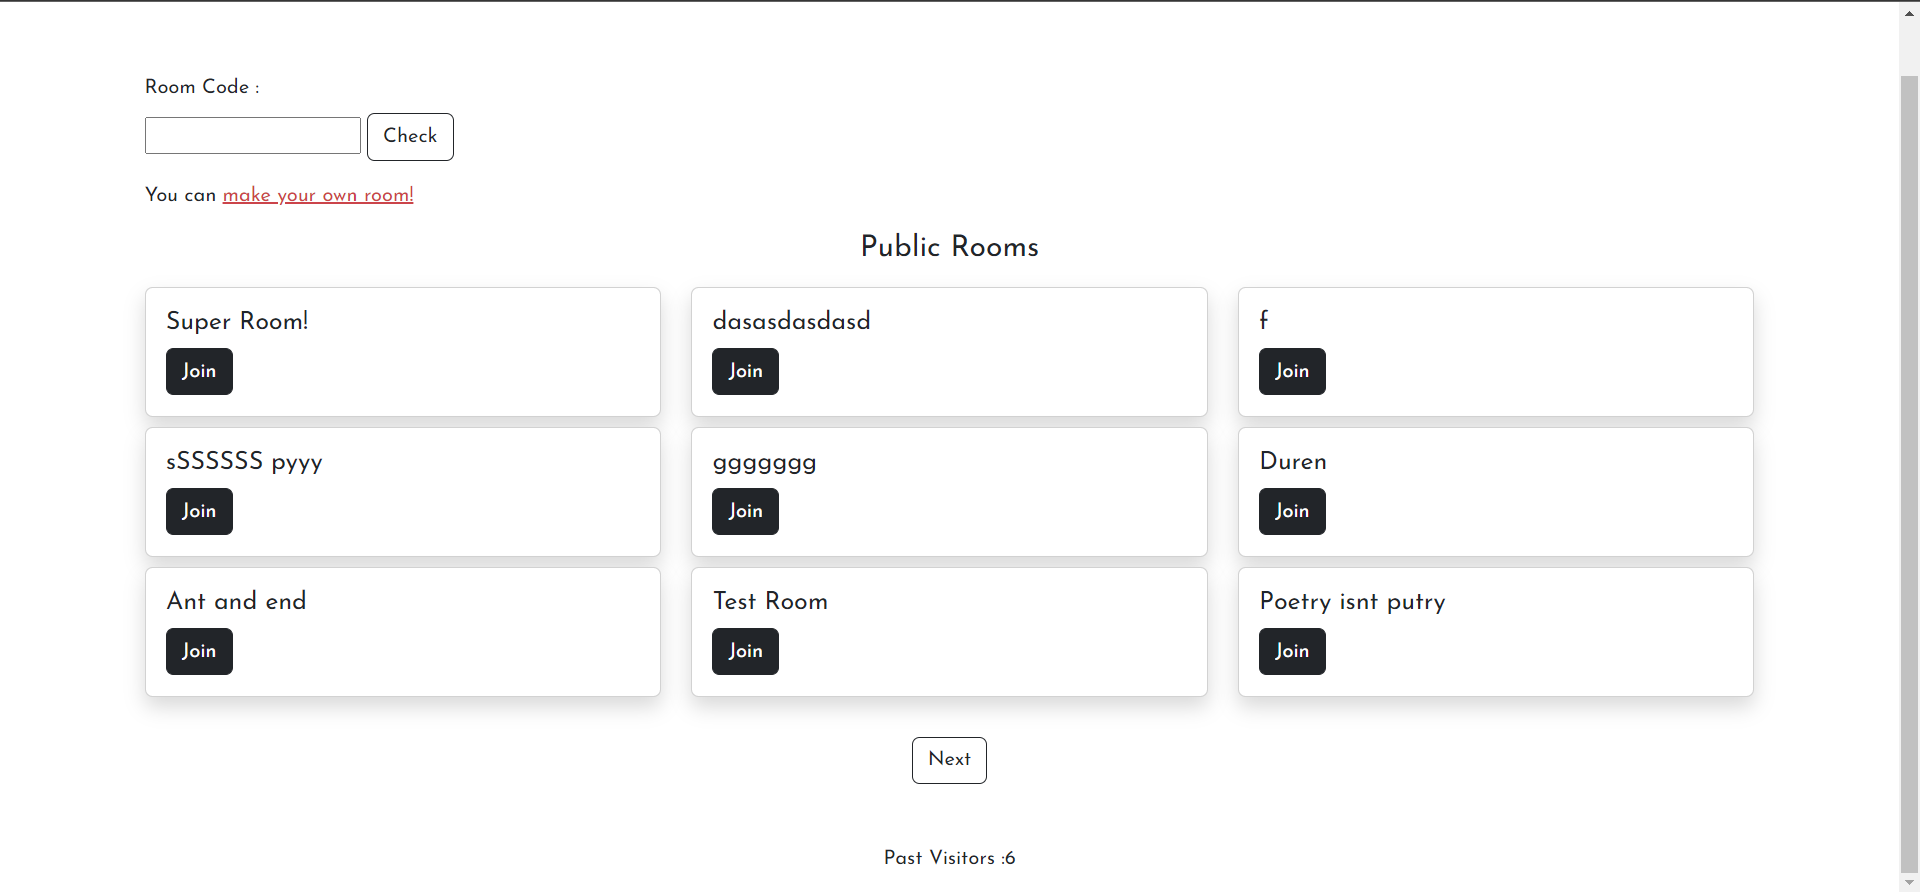 Room Code :
Check
You can make your own room!
Public Rooms
Super Room!
Join
dasasdasdasd
Join
f
Join
sSSSSSS pyyy
Join
ggggggg
Join
Duren
Join
Ant and end
Join
Test Room
Join
Poetry isnt putry
Join
Next
Past Visitors :6